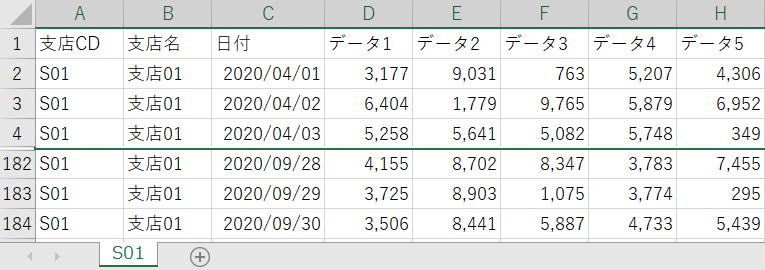 A B C D E F G H
1 支店CD 支店名 日付 データ1 データ2 データ3 データ4 データ5
2 S01 支店01 2020/04/01 3,177 9,031 763 5,207 4,306
3 S01 支店01 2020/04/02 6,404 1,779 9,765 5,879 6,952
4 S01 支店01 2020/04/03 5,258 5,641 5,082 5,748 349
182 S01 支店01 2020/09/28 4,155 8,702 8,347 3,783 7,455
183 S01 支店01 2020/09/29 3,725 8,903 1,075 3,774 295
184 S01 支店01 2020/09/30 3,506 8,441 5,887 4,733 5,439
S01